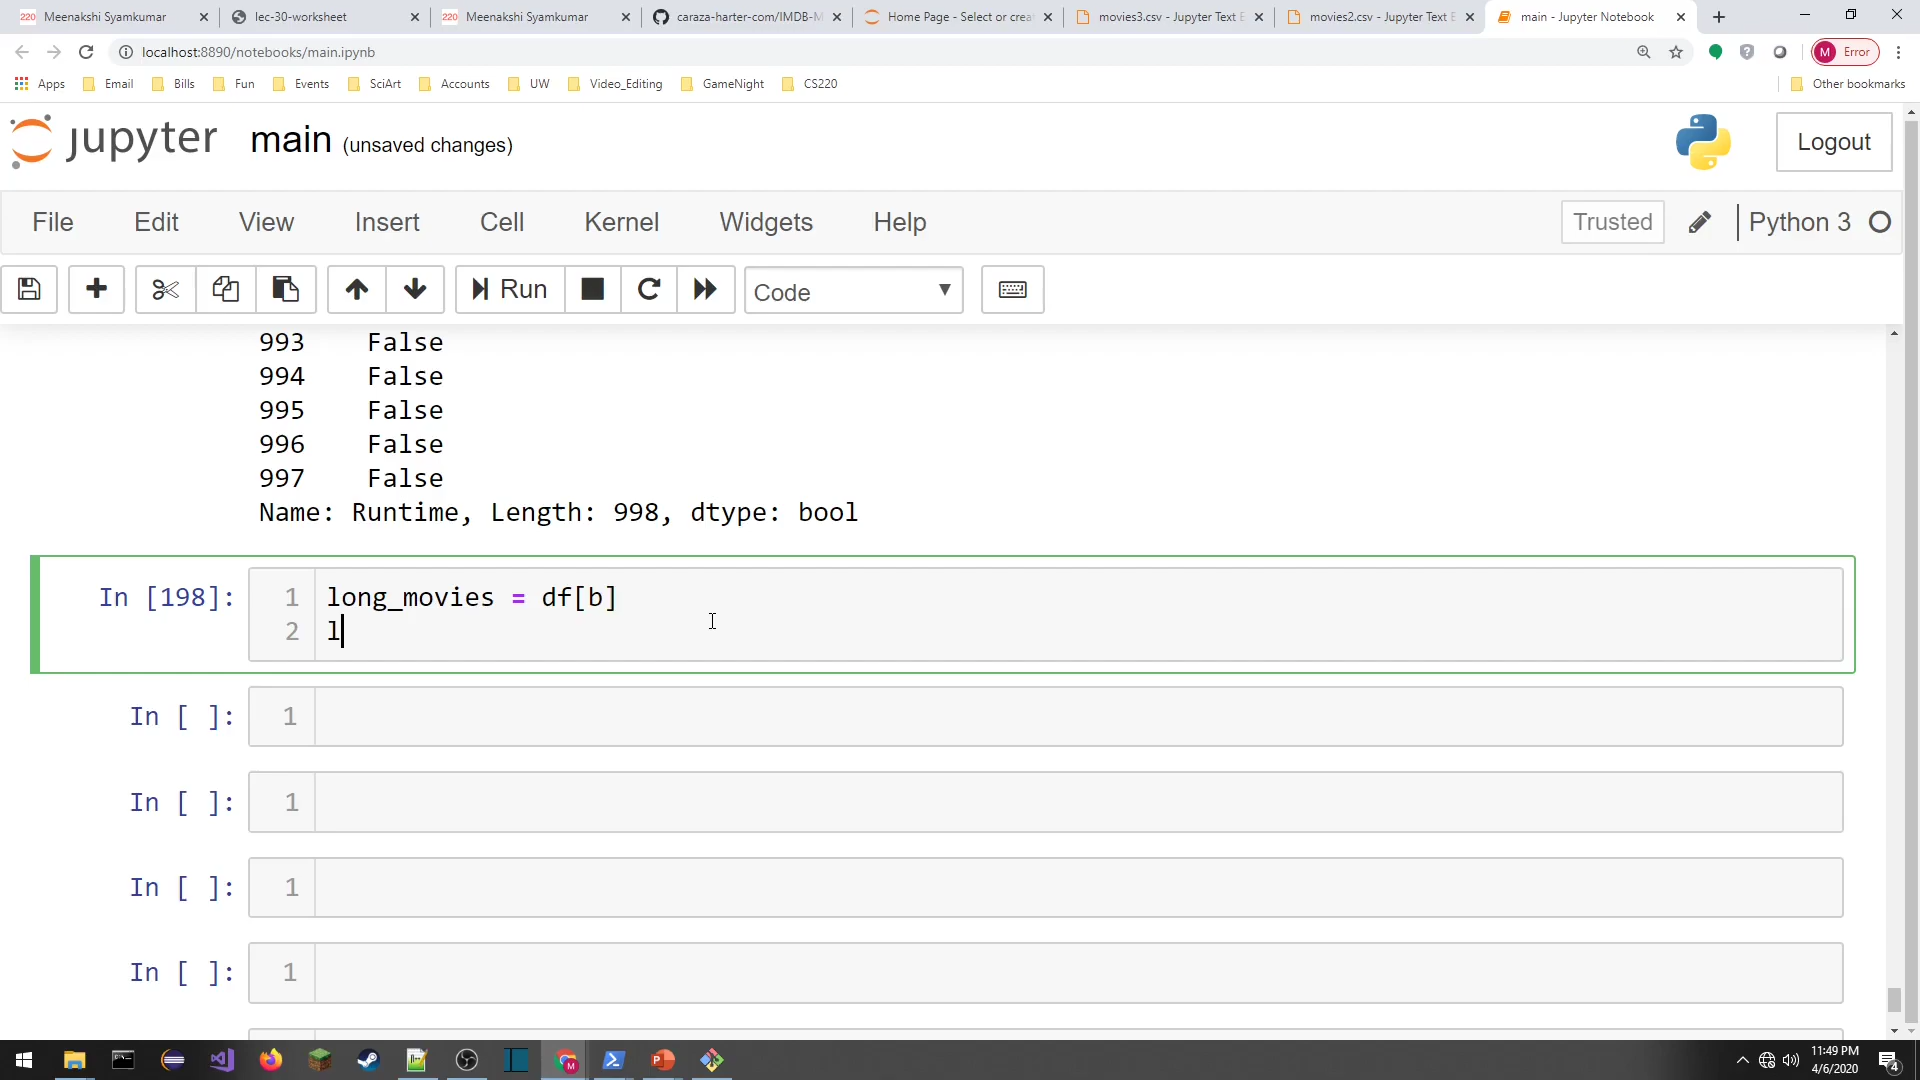 220 Meenakshi Syamkumar
lec-30-worksheet
220 Meenakshi Syamkumar
caraza-harter-com/IMDB-M
Home Page - Select or crea
movies3.csv - Jupyter Text E
movies2.csv - Jupyter Text E
main - Jupyter Notebook
localhost:8890/notebooks/main.ipynb
M Error
Apps Email Bills Fun Events SciArt Accounts UW Video_Editing GameNight CS220 Other bookmarks
jupyter main (unsaved changes) Logout
File Edit View Insert Cell Kernel Widgets Help Trusted Python 3
Run Code
993 False
994 False
995 False
996 False
997 False
Name: Runtime, Length: 998, dtype: bool
In [198]: 1 long_movies = df[b]
2 l
In [ ]: 1
In [ ]: 1
In [ ]: 1
In [ ]: 1
11:49 PM
4/6/2020
4